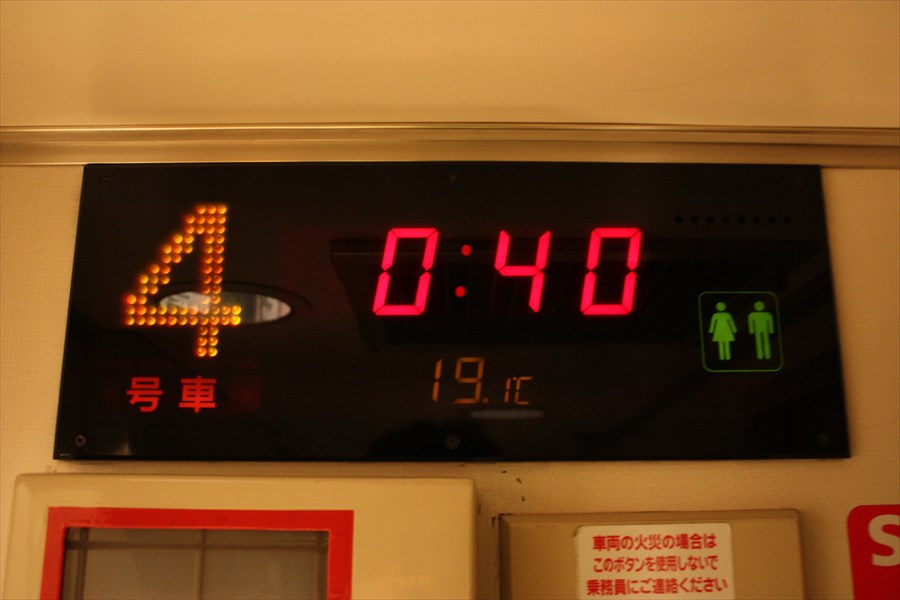 4
0:40
号車
19.1℃
車両の火災の場合は
このボタンを使用しないで
乗務員にご連絡ください
S